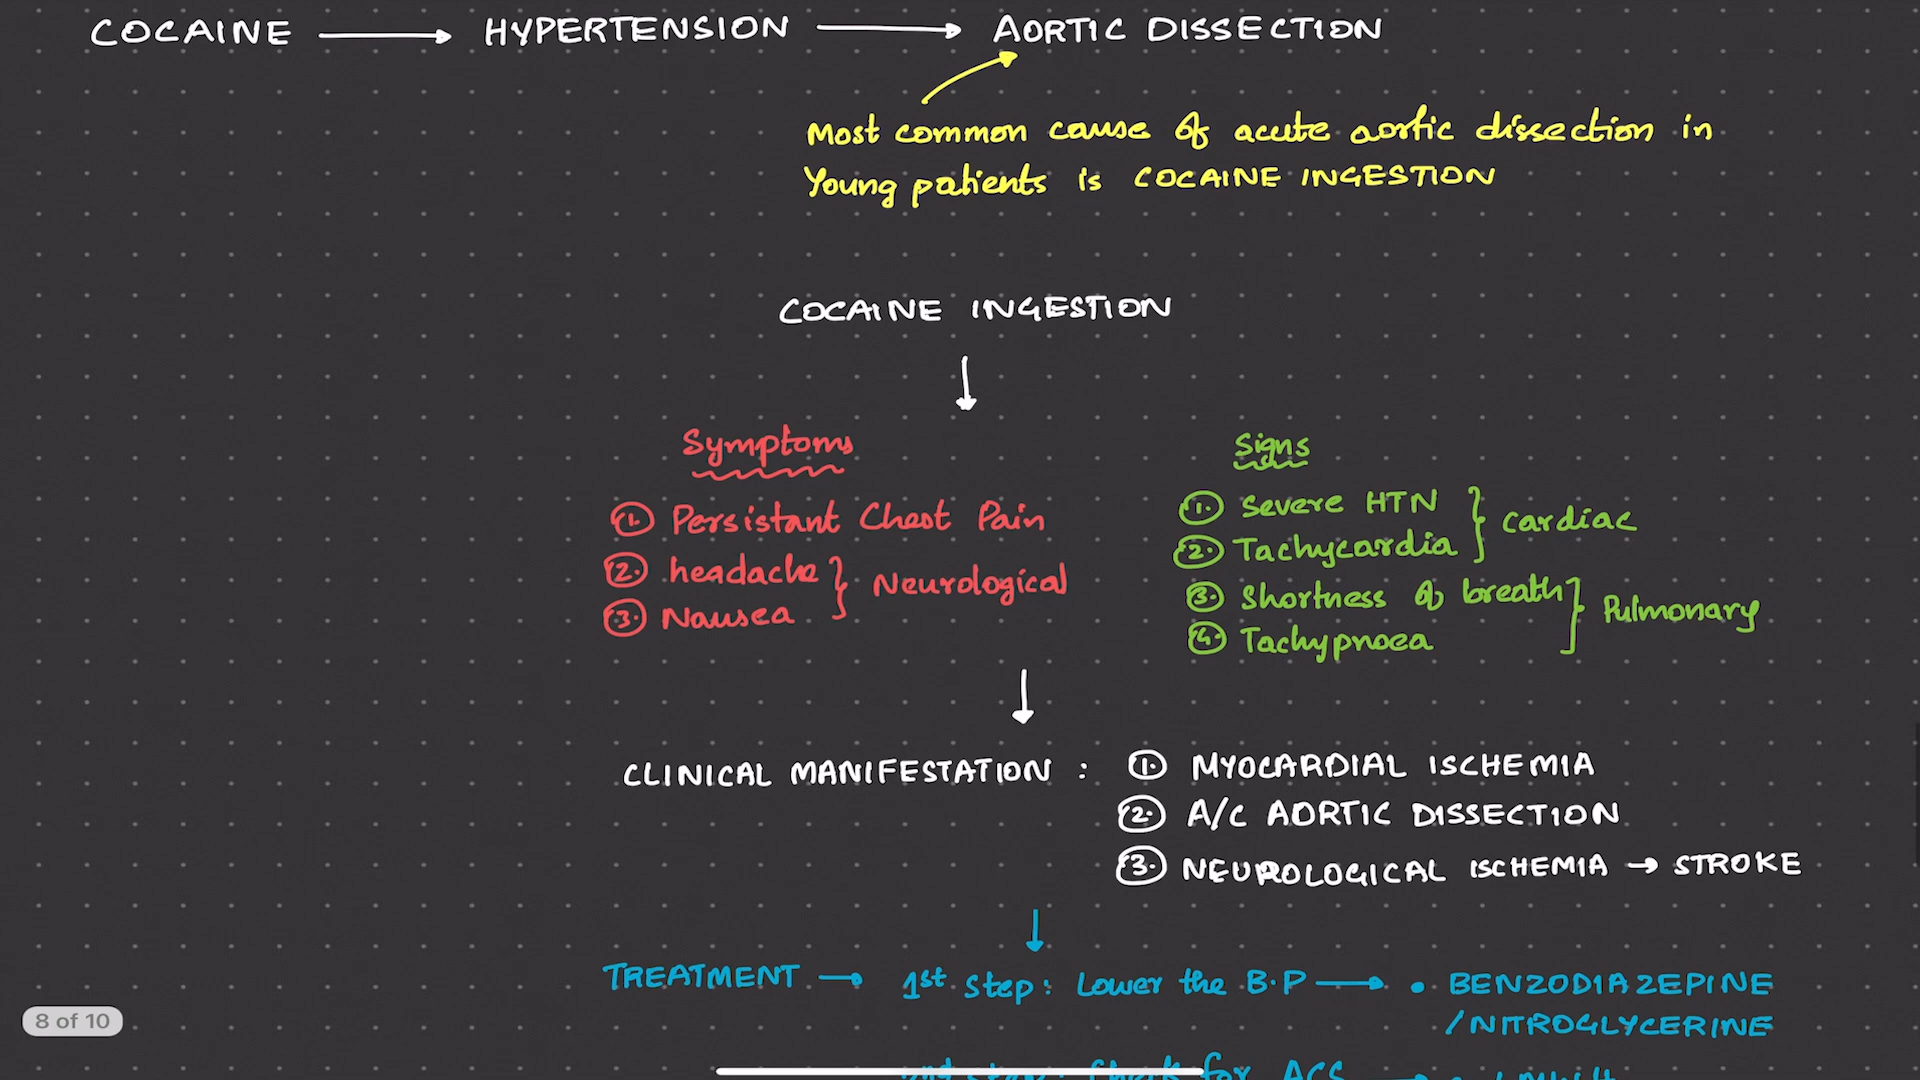 COCAINE → HYPERTENSION → AORTIC DISSECTION
Most common cause of acute aortic dissection in
Young patients is COCAINE INGESTION
COCAINE INGESTION
Symptoms
1. Persistant Chest Pain
2. headache } Neurological
3. Nausea
Signs
1. Severe HTN } Cardiac
2. Tachycardia
3. Shortness of breath } Pulmonary
4. Tachypnoea
CLINICAL MANIFESTATION : 1. MYOCARDIAL ISCHEMIA
2. A/C AORTIC DISSECTION
3. NEUROLOGICAL ISCHEMIA → STROKE
TREATMENT → 1st Step: Lower the B.P → • BENZODIAZEPINE
/NITROGLYCERINE
Check for ACS
8 of 10